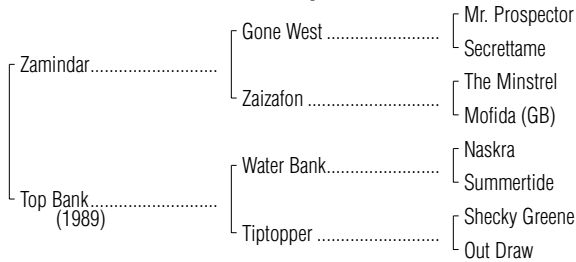 Mr. Prospector
Gone West
Secrettame
Zamindar
The Minstrel
Zaizafon
Mofida (GB)
Naskra
Water Bank
Summertide
Top Bank
(1989)
Shecky Greene
Tiptopper
Out Draw